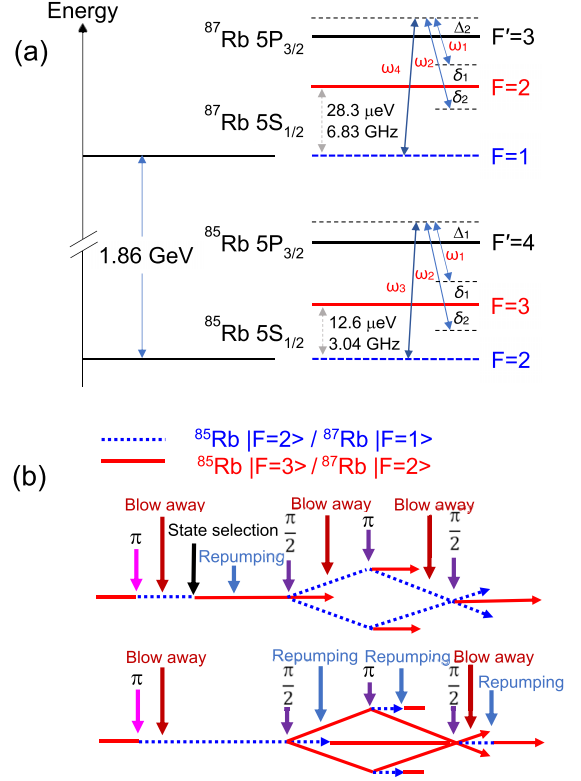 Energy
(a)
⁸⁷Rb 5P₃/₂
Δ₂
F′=3
ω₁
ω₂
ω₄
δ₁
F=2
δ₂
28.3 μeV
6.83 GHz
⁸⁷Rb 5S₁/₂
F=1
1.86 GeV
⁸⁵Rb 5P₃/₂
Δ₁
F′=4
ω₁
ω₂
ω₃
δ₁
F=3
δ₂
12.6 μeV
3.04 GHz
⁸⁵Rb 5S₁/₂
F=2
⁸⁵Rb |F=2> / ⁸⁷Rb |F=1>
⁸⁵Rb |F=3> / ⁸⁷Rb |F=2>
(b)
Blow away
π
State selection
Repumping
π/2
Blow away
π
Blow away
π/2
π
Blow away
π/2
Repumping
π
Repumping
π/2
Blow away
Repumping